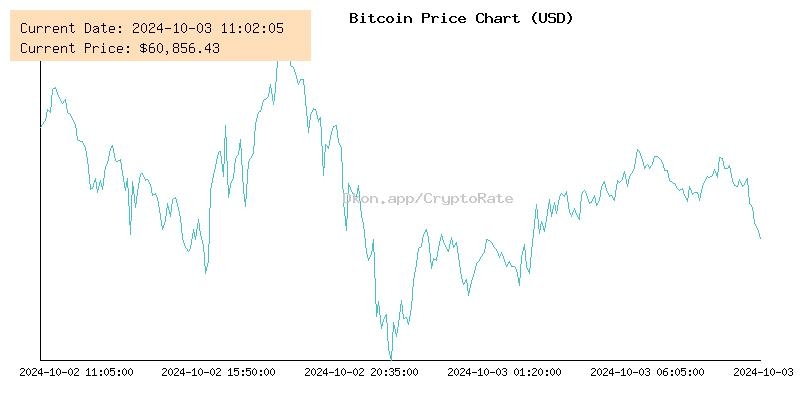 Bitcoin Price Chart (USD)
Current Date: 2024-10-03 11:02:05
Current Price: $60,856.43
Dkon.app/CryptoRate
2024-10-02 11:05:00 2024-10-02 15:50:00 2024-10-02 20:35:00 2024-10-03 01:20:00 2024-10-03 06:05:00 2024-10-03